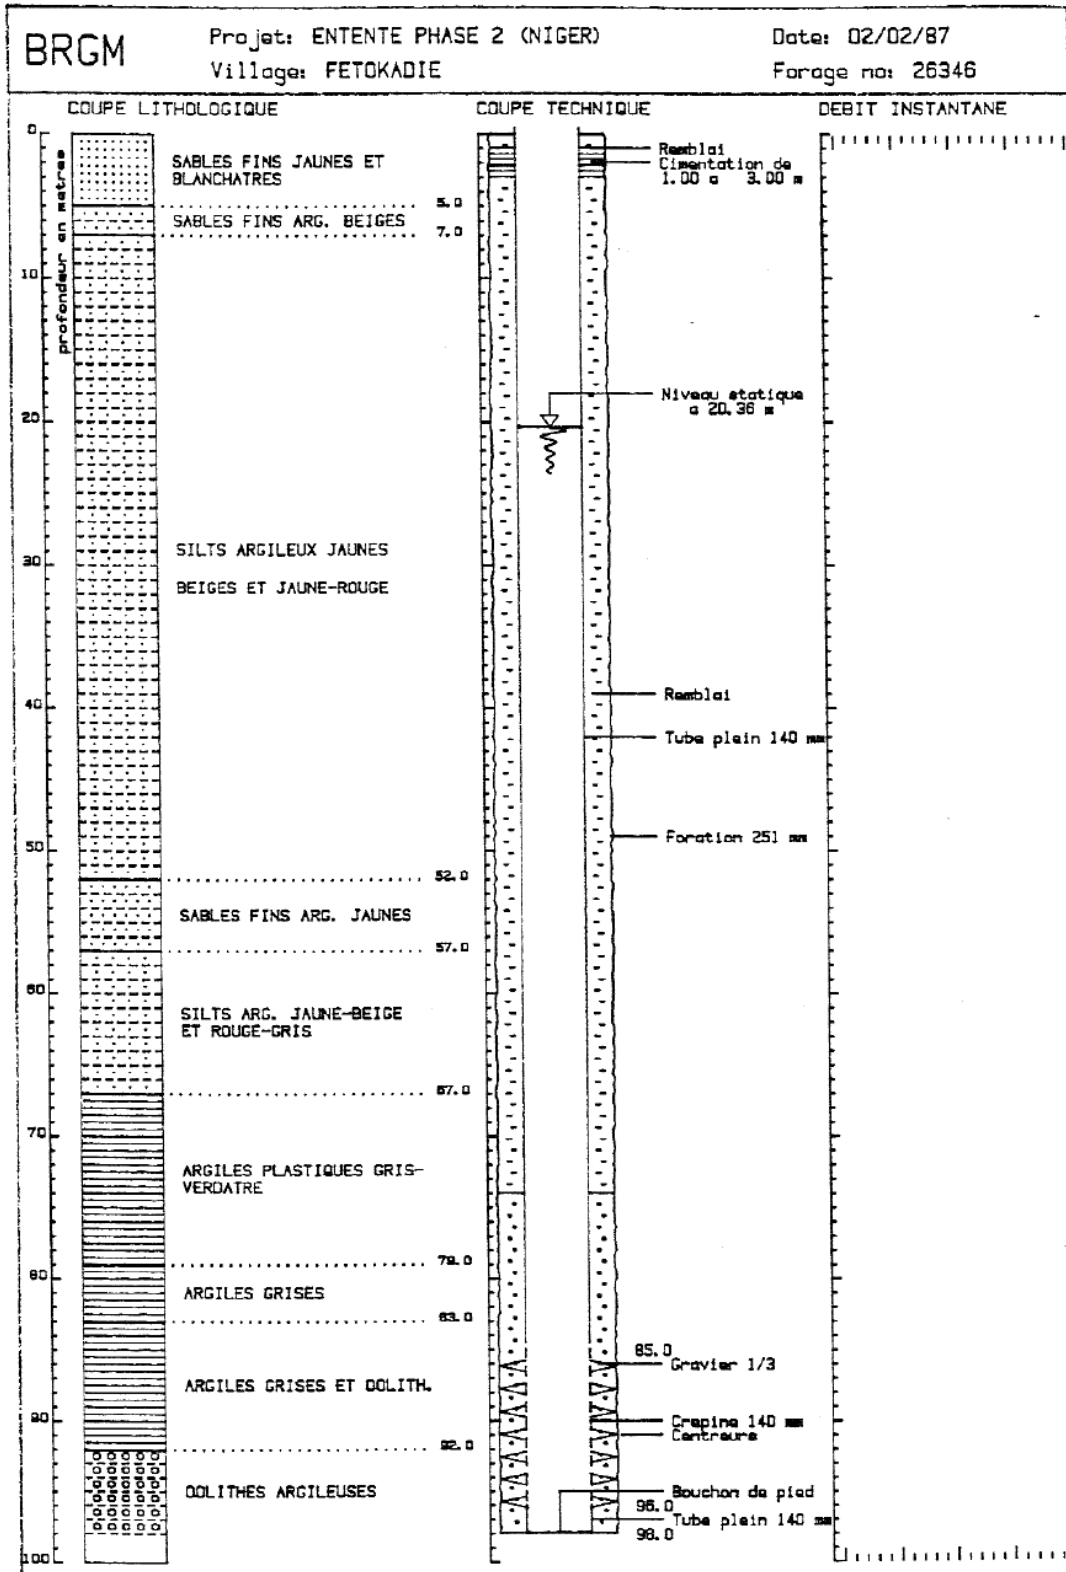 BRGM
Projet: ENTENTE PHASE 2 (NIGER)
Date: 02/02/87
Village: FETOKADIE
Forage no: 26346
COUPE LITHOLOGIQUE
COUPE TECHNIQUE
DEBIT INSTANTANE
profondeur en metres
0
SABLES FINS JAUNES ET
BLANCHATRES
5.0
SABLES FINS ARG. BEIGES
7.0
10
20
SILTS ARGILEUX JAUNES
30
BEIGES ET JAUNE-ROUGE
40
50
52.0
SABLES FINS ARG. JAUNES
57.0
60
SILTS ARG. JAUNE-BEIGE
ET ROUGE-GRIS
67.0
70
ARGILES PLASTIQUES GRIS-
VERDATRE
79.0
80
ARGILES GRISES
83.0
ARGILES GRISES ET OOLITH.
90
92.0
OOLITHES ARGILEUSES
100
Remblai
Cimentation de
1.00 a 3.00 m
Niveau statique
a 20.36 m
Remblai
Tube plein 140 mm
Foration 251 mm
85.0
Gravier 1/3
Crepine 140 mm
Centreurs
Bouchon de pied
96.0
Tube plein 140 mm
98.0